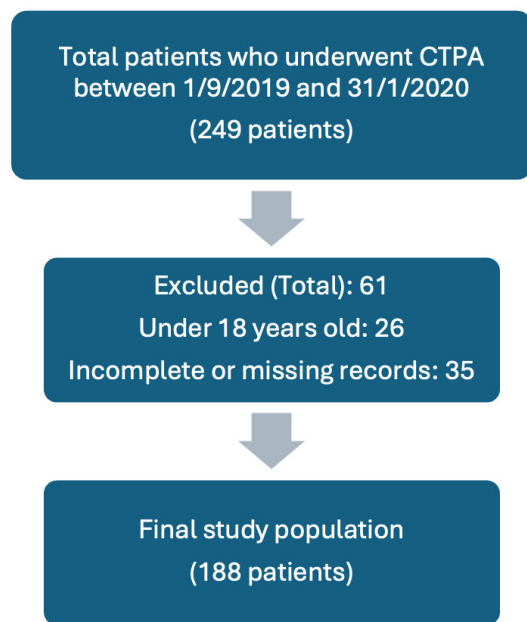 Total patients who underwent CTPA
between 1/9/2019 and 31/1/2020
(249 patients)
Excluded (Total): 61
Under 18 years old: 26
Incomplete or missing records: 35
Final study population
(188 patients)